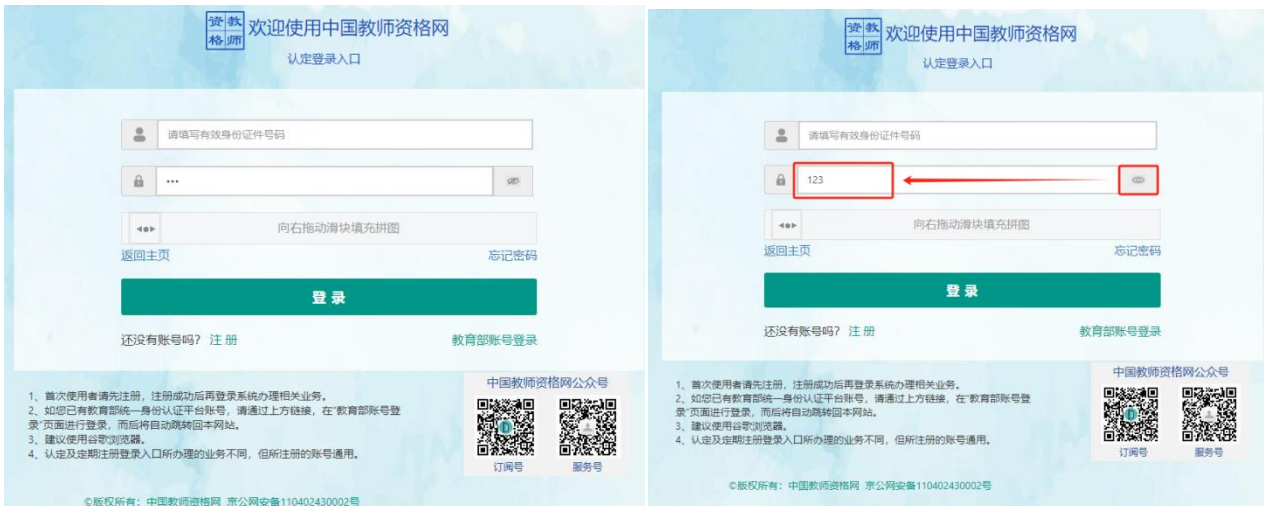 资教
格师
欢迎使用中国教师资格网
认定登录入口
请填写有效身份证件号码
•••
向右拖动滑块填充拼图
返回主页 忘记密码
登录
还没有账号吗? 注册 教育部账号登录
1、首次使用者请先注册，注册成功后再登录系统办理相关业务。
2、如您已有教育部统一身份认证平台账号，请通过上方链接，在"教育部账号登
录"页面进行登录，而后将自动跳转回本网站。
3、建议使用谷歌浏览器。
4、认定及定期注册登录入口所办理的业务不同，但所注册的账号通用。
中国教师资格网公众号
订阅号 服务号
©版权所有：中国教师资格网 京公网安备110402430002号
资教
格师
欢迎使用中国教师资格网
认定登录入口
请填写有效身份证件号码
123
向右拖动滑块填充拼图
返回主页 忘记密码
登录
还没有账号吗? 注册 教育部账号登录
1、首次使用者请先注册，注册成功后再登录系统办理相关业务。
2、如您已有教育部统一身份认证平台账号，请通过上方链接，在"教育部账号登
录"页面进行登录，而后将自动跳转回本网站。
3、建议使用谷歌浏览器。
4、认定及定期注册登录入口所办理的业务不同，但所注册的账号通用。
中国教师资格网公众号
订阅号 服务号
©版权所有：中国教师资格网 京公网安备110402430002号